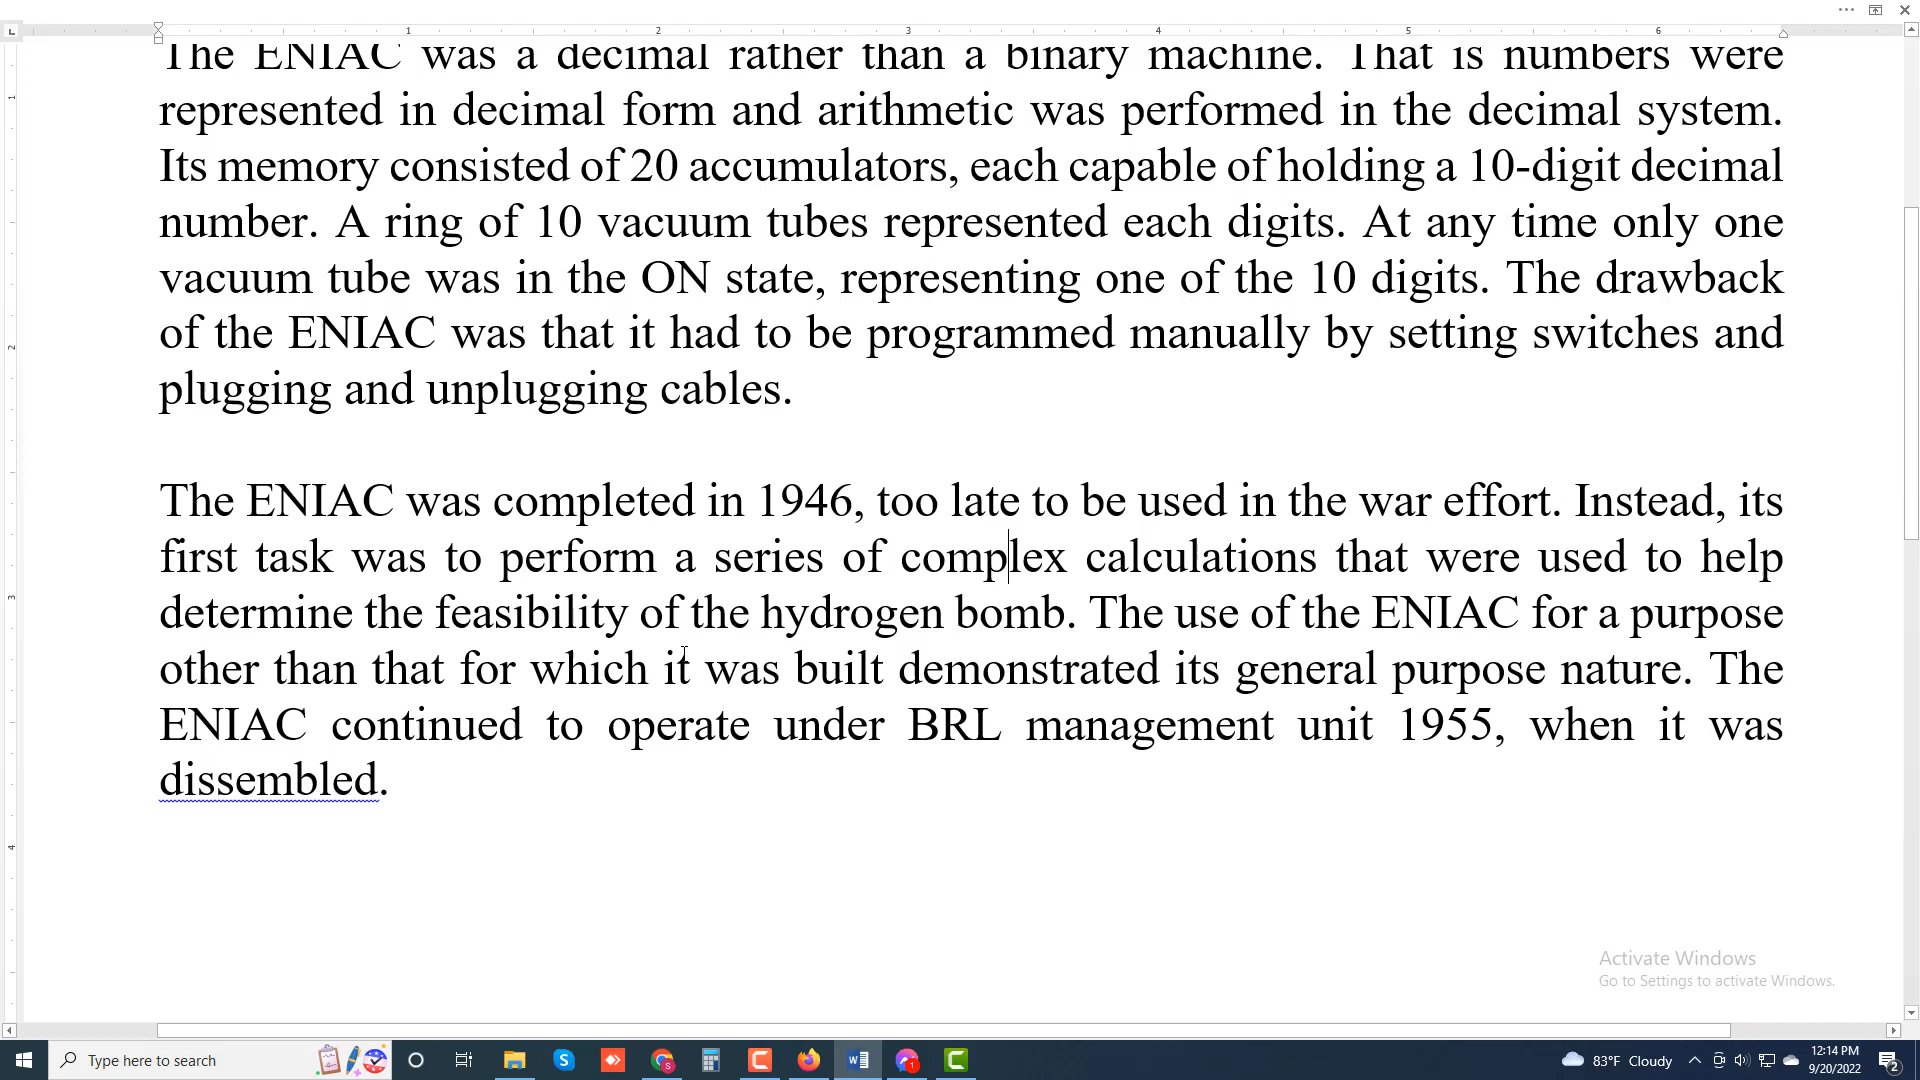 The ENIAC was a decimal rather than a binary machine. That is numbers were
represented in decimal form and arithmetic was performed in the decimal system.
Its memory consisted of 20 accumulators, each capable of holding a 10-digit decimal
number. A ring of 10 vacuum tubes represented each digits. At any time only one
vacuum tube was in the ON state, representing one of the 10 digits. The drawback
of the ENIAC was that it had to be programmed manually by setting switches and
plugging and unplugging cables.
The ENIAC was completed in 1946, too late to be used in the war effort. Instead, its
first task was to perform a series of complex calculations that were used to help
determine the feasibility of the hydrogen bomb. The use of the ENIAC for a purpose
other than that for which it was built demonstrated its general purpose nature. The
ENIAC continued to operate under BRL management unit 1955, when it was
dissembled.
Activate Windows
Go to Settings to activate Windows.
Type here to search
83°F Cloudy
12:14 PM
9/20/2022